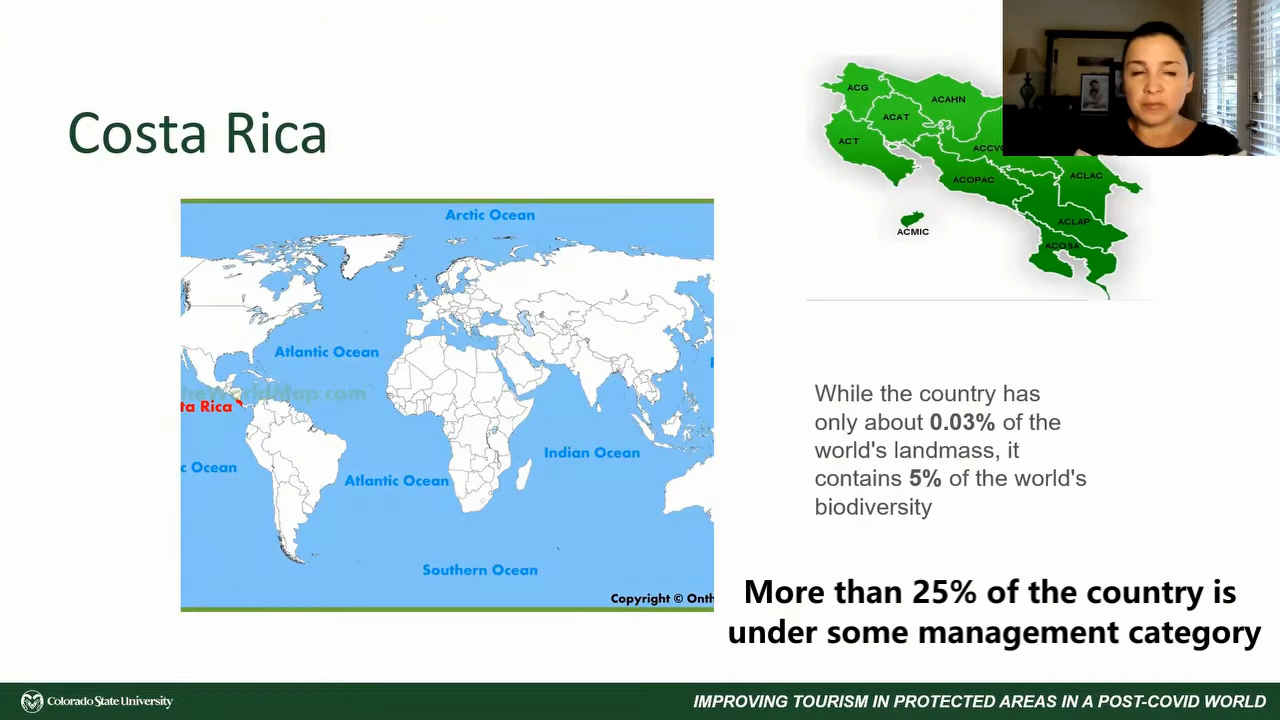 Costa Rica
ACG
ACAHN
ACAT
ACT
ACCVC
ACOPAC
ACLAC
ACLAP
ACOSA
ACMIC
Arctic Ocean
Atlantic Ocean
heWorldMap.com
ta Rica
c Ocean
Atlantic Ocean
Indian Ocean
Southern Ocean
Copyright © Onth
While the country has
only about 0.03% of the
world's landmass, it
contains 5% of the world's
biodiversity
More than 25% of the country is
under some management category
Colorado State University
IMPROVING TOURISM IN PROTECTED AREAS IN A POST-COVID WORLD